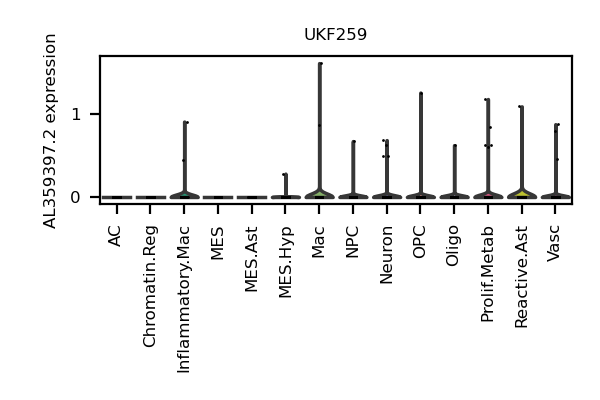 UKF259
AL359397.2 expression
1
0
AC
Chromatin.Reg
Inflammatory.Mac
MES
MES.Ast
MES.Hyp
Mac
NPC
Neuron
OPC
Oligo
Prolif.Metab
Reactive.Ast
Vasc